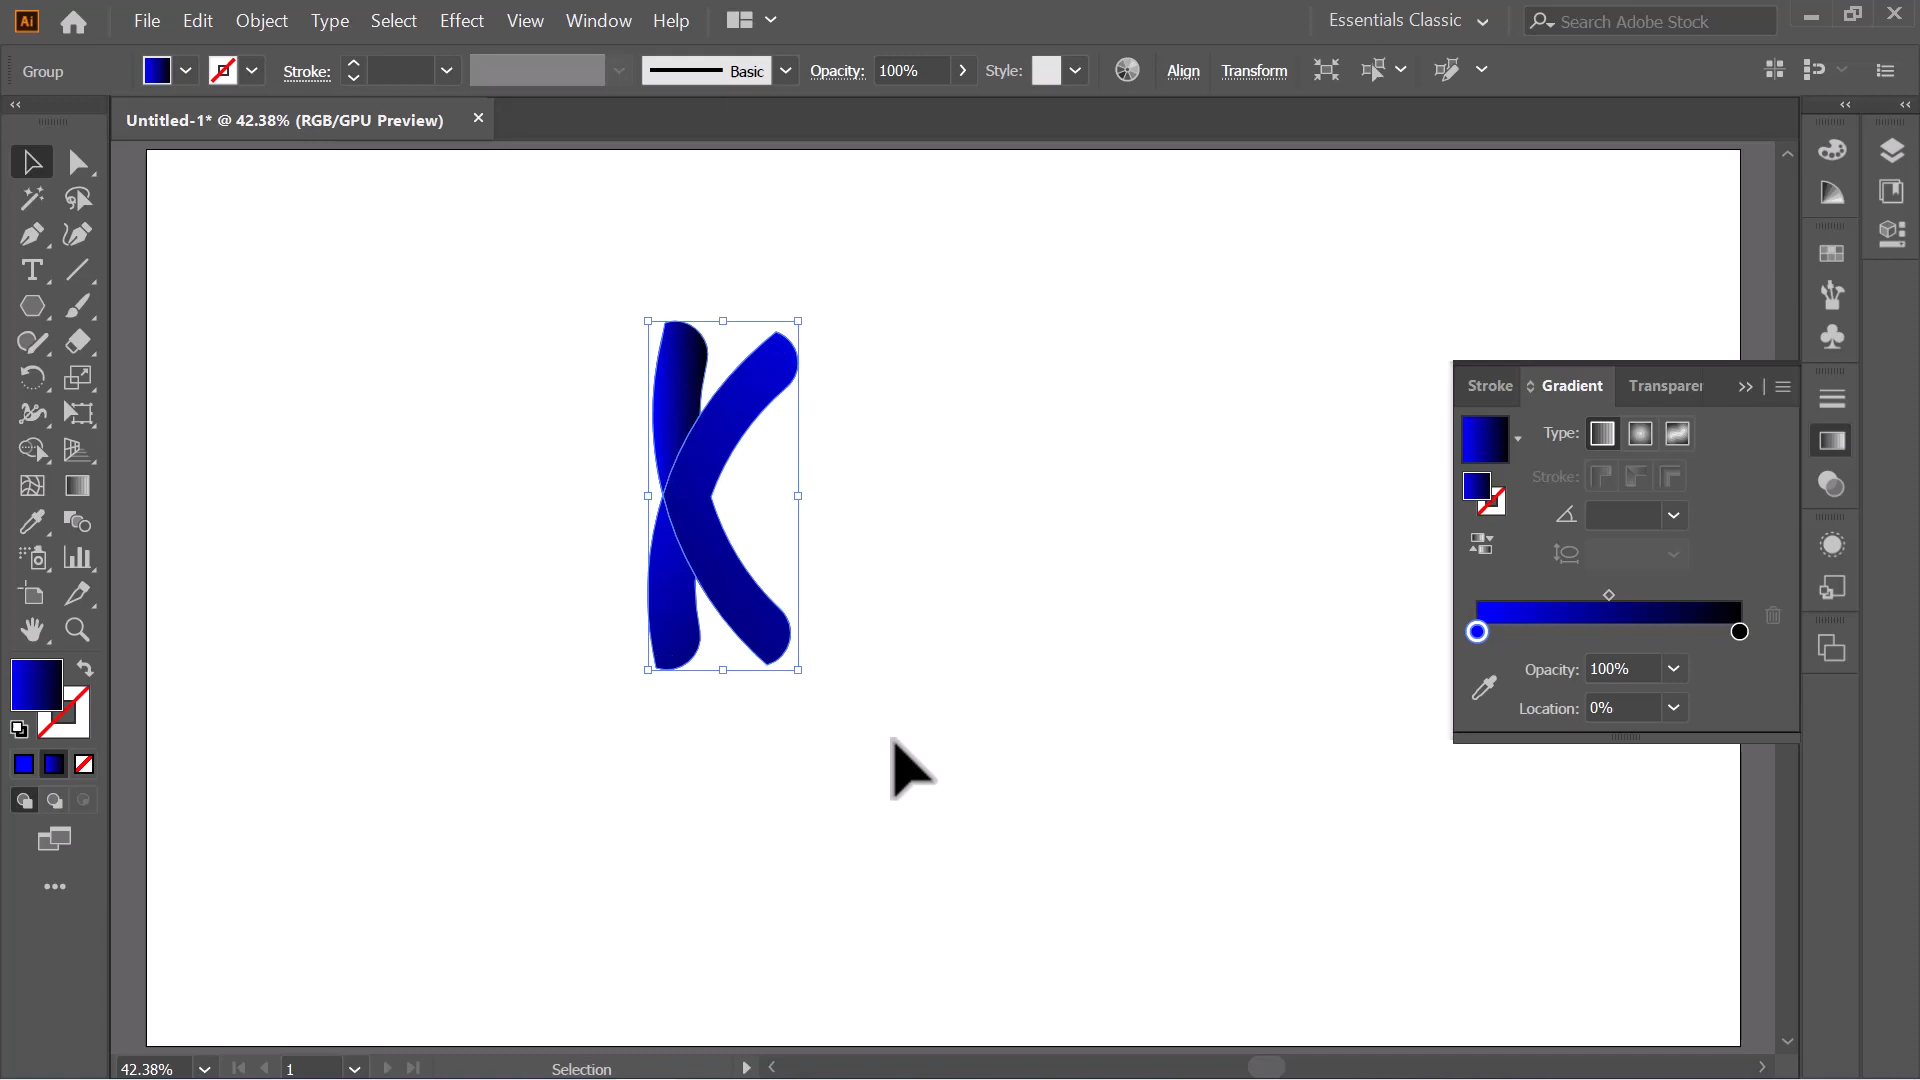 Ai File Edit Object Type Select Effect View Window Help Essentials Classic Search Adobe Stock
Group Stroke: Basic Opacity: 100% Style: Align Transform
Untitled-1* @ 42.38% (RGB/GPU Preview)
Stroke Gradient Transparer
Type:
Stroke:
Opacity: 100%
Location: 0%
42.38% 1 Selection